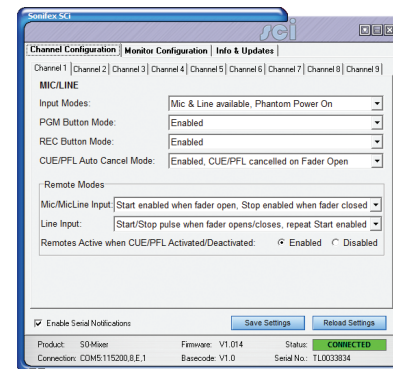 Sonifex SCi
SCi
Channel Configuration Monitor Configuration Info & Updates
Channel 1 Channel 2 Channel 3 Channel 4 Channel 5 Channel 6 Channel 7 Channel 8 Channel 9
MIC/LINE
Input Modes: Mic & Line available, Phantom Power On
PGM Button Mode: Enabled
REC Button Mode: Enabled
CUE/PFL Auto Cancel Mode: Enabled, CUE/PFL cancelled on Fader Open
Remote Modes
Mic/MicLine Input: Start enabled when fader open, Stop enabled when fader closed
Line Input: Start/Stop pulse when fader opens/closes, repeat Start enabled
Remotes Active when CUE/PFL Activated/Deactivated: Enabled Disabled
Enable Serial Notifications Save Settings Reload Settings
Product: S0-Mixer Firmware: V1.014 Status: CONNECTED
Connection: COM5:115200,8,E,1 Basecode: V1.0 Serial No.: TL0033834